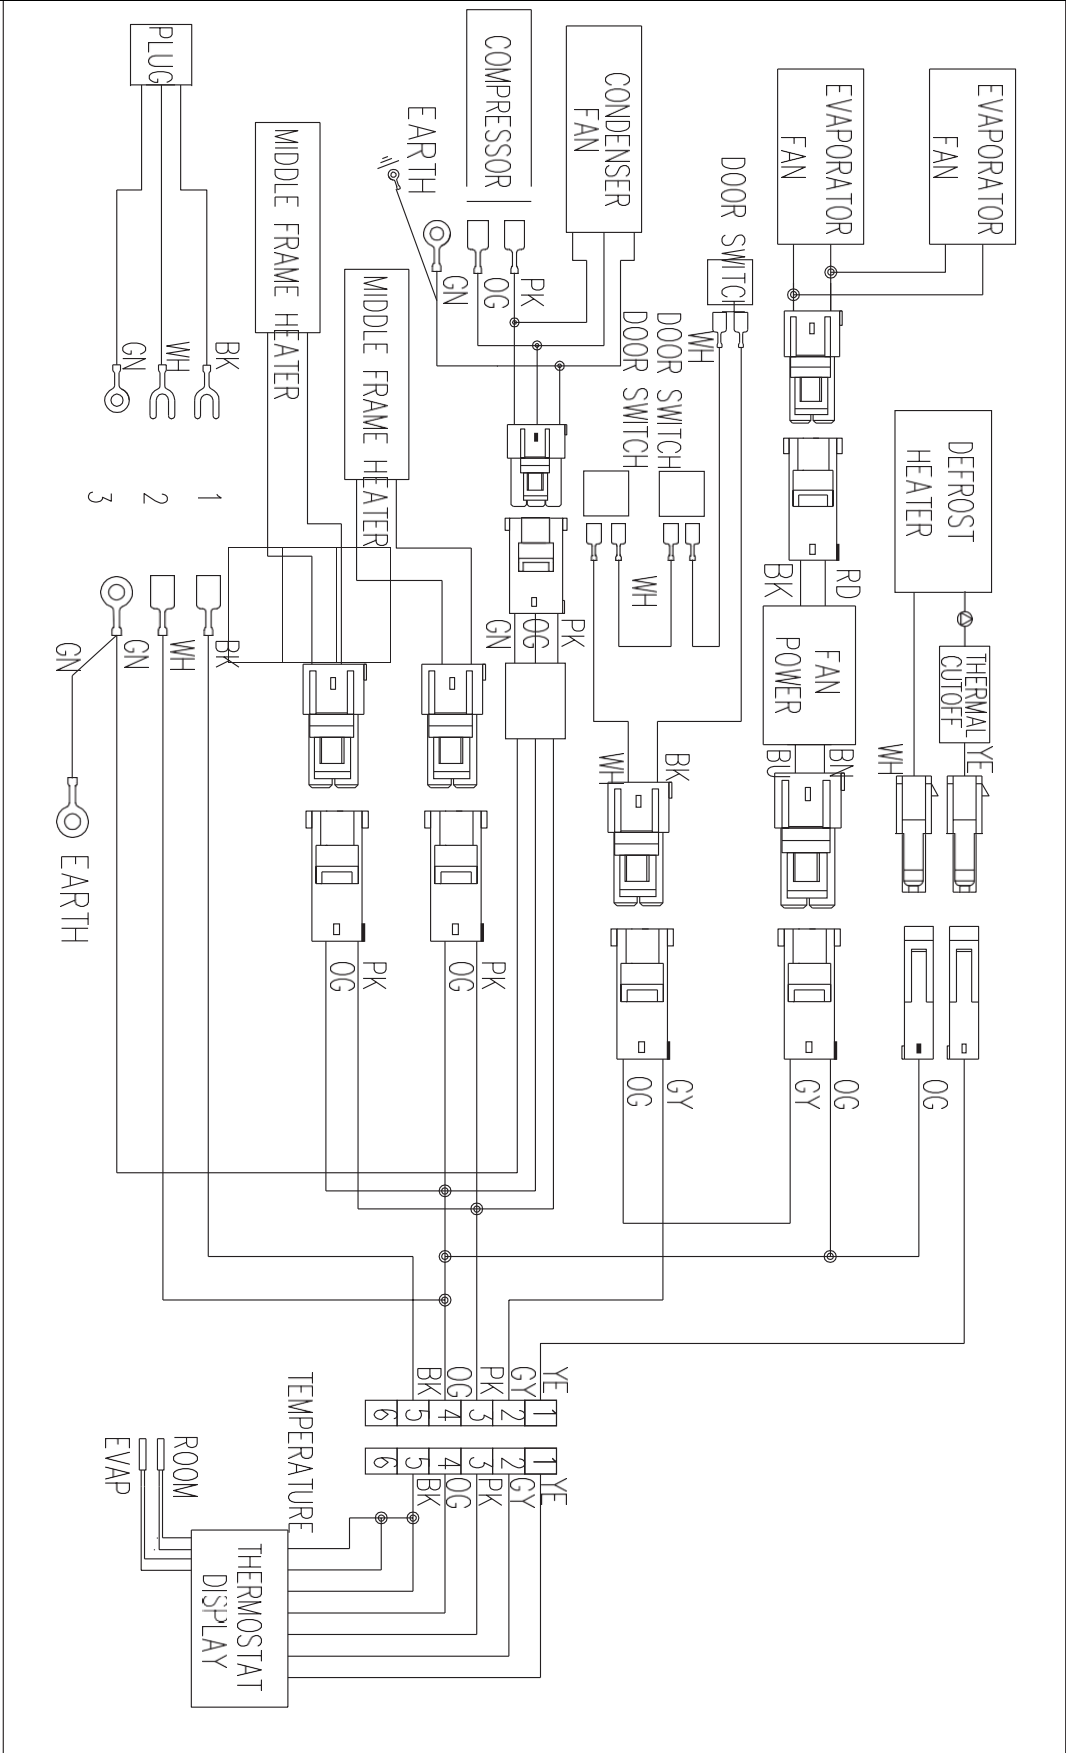 EVAPORATOR
FAN
EVAPORATOR
FAN
DEFROST
HEATER
THERMAL
CUTOFF
YE
WH
OG
RD
BK
FAN
POWER
BN
BU
OG
GY
DOOR SWITCH
WH
DOOR SWITCH
DOOR SWITCH
WH
BK
WH
GY
OG
CONDENSER
FAN
COMPRESSOR
PK
OG
GN
EARTH
PK
OG
GN
MIDDLE FRAME HEATER
PK
OG
MIDDLE FRAME HEATER
PK
OG
PLUG
BK
WH
GN
1
2
3
BK
WH
GN
GN
EARTH
YE
GY
PK
OG
BK
1
2
3
4
5
6
1
2
3
4
5
6
YE
GY
PK
OG
BK
TEMPERATURE
THERMOSTAT
DISPLAY
ROOM
EVAP